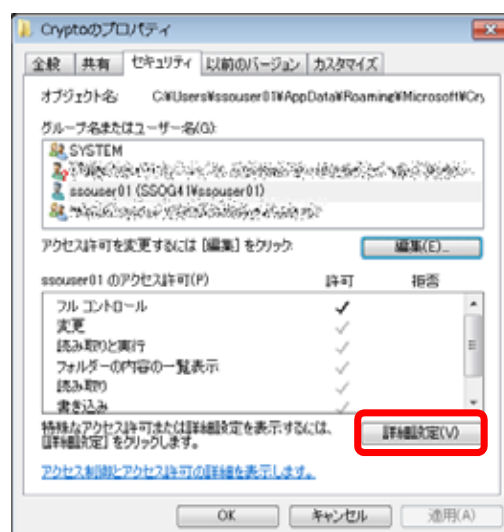 Cryptoのプロパティ
全般 共有 セキュリティ 以前のバージョン カスタマイズ
オブジェクト名: C:¥Users¥ssouser01¥AppData¥Roaming¥Microsoft¥Cry
グループ名またはユーザー名(G):
SYSTEM
ssouser01 (SSOG41¥ssouser01)
アクセス許可を変更するには [編集] をクリック: 編集(E)...
ssouser01 のアクセス許可(P) 許可 拒否
フル コントロール
変更
読み取りと実行
フォルダーの内容の一覧表示
読み取り
書き込み
特殊なアクセス許可または詳細設定を表示するには、
[詳細設定] をクリックします。 詳細設定(V)
アクセス制御とアクセス許可の詳細を表示します。
OK キャンセル 適用(A)